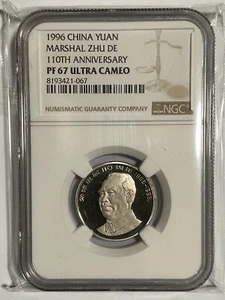 1996 CHINA YUAN
MARSHAL ZHU DE
110TH ANNIVERSARY
PF 67 ULTRA CAMEO
8193421-067
NUMISMATIC GUARANTY COMPANY
NGC